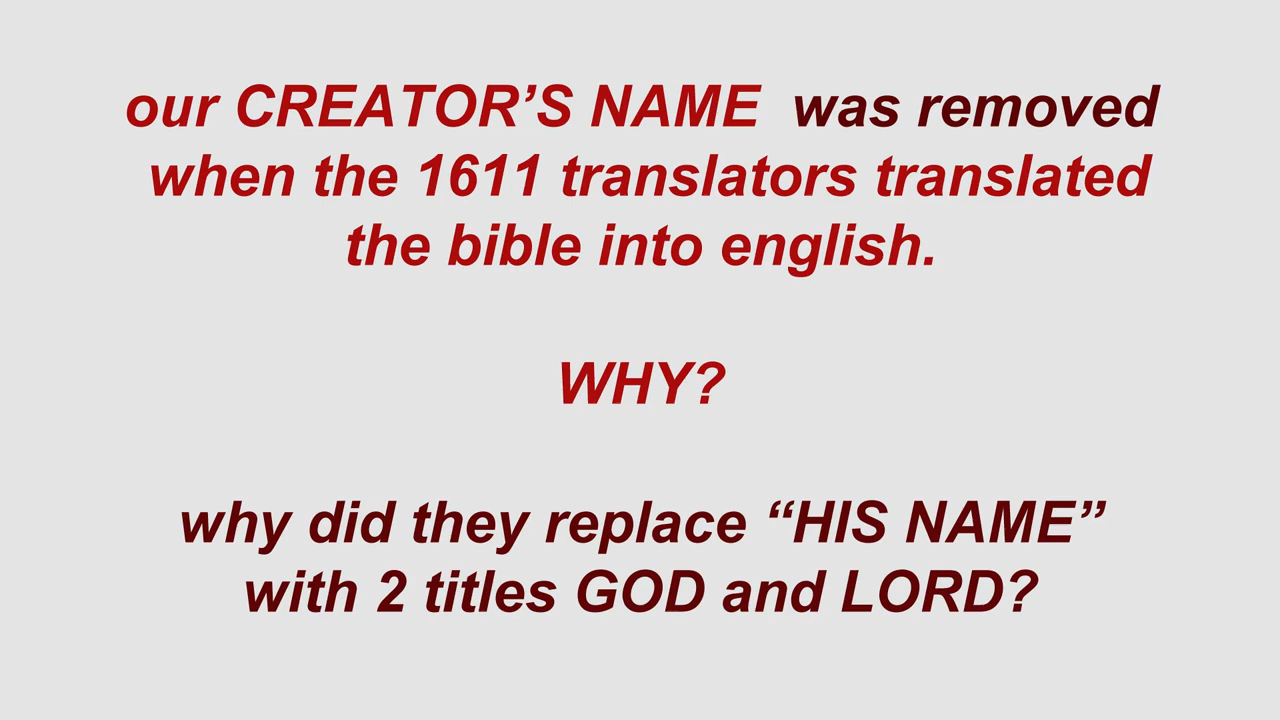 our CREATOR’S NAME was removed
when the 1611 translators translated
the bible into english.
WHY?
why did they replace “HIS NAME”
with 2 titles GOD and LORD?